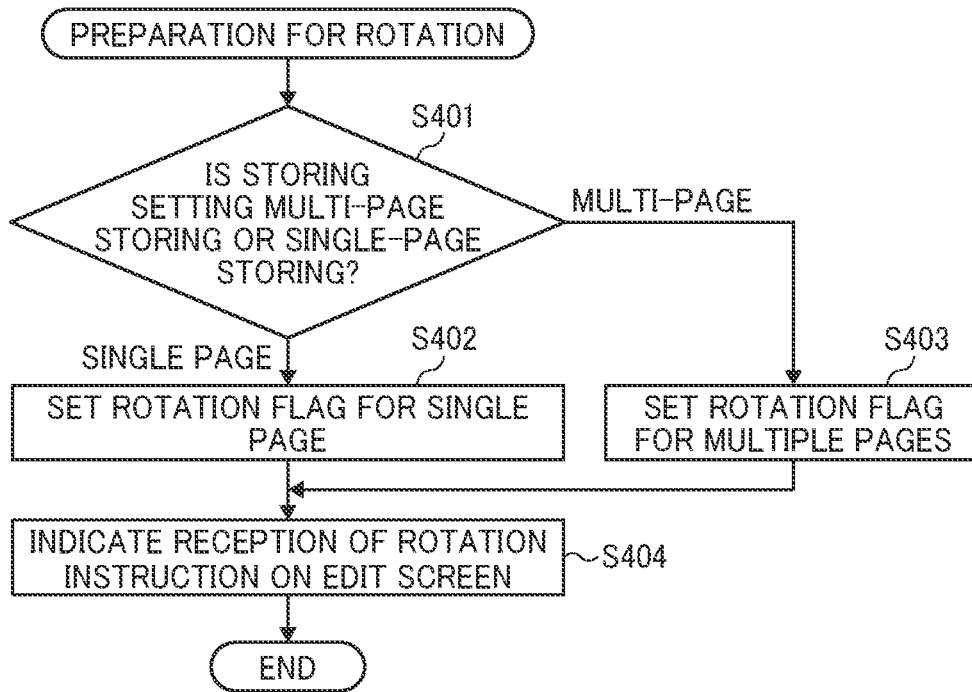 PREPARATION FOR ROTATION
S401
IS STORING
SETTING MULTI-PAGE
STORING OR SINGLE-PAGE
STORING?
MULTI-PAGE
SINGLE PAGE
S402
S403
SET ROTATION FLAG FOR SINGLE
PAGE
SET ROTATION FLAG
FOR MULTIPLE PAGES
INDICATE RECEPTION OF ROTATION
INSTRUCTION ON EDIT SCREEN
S404
END